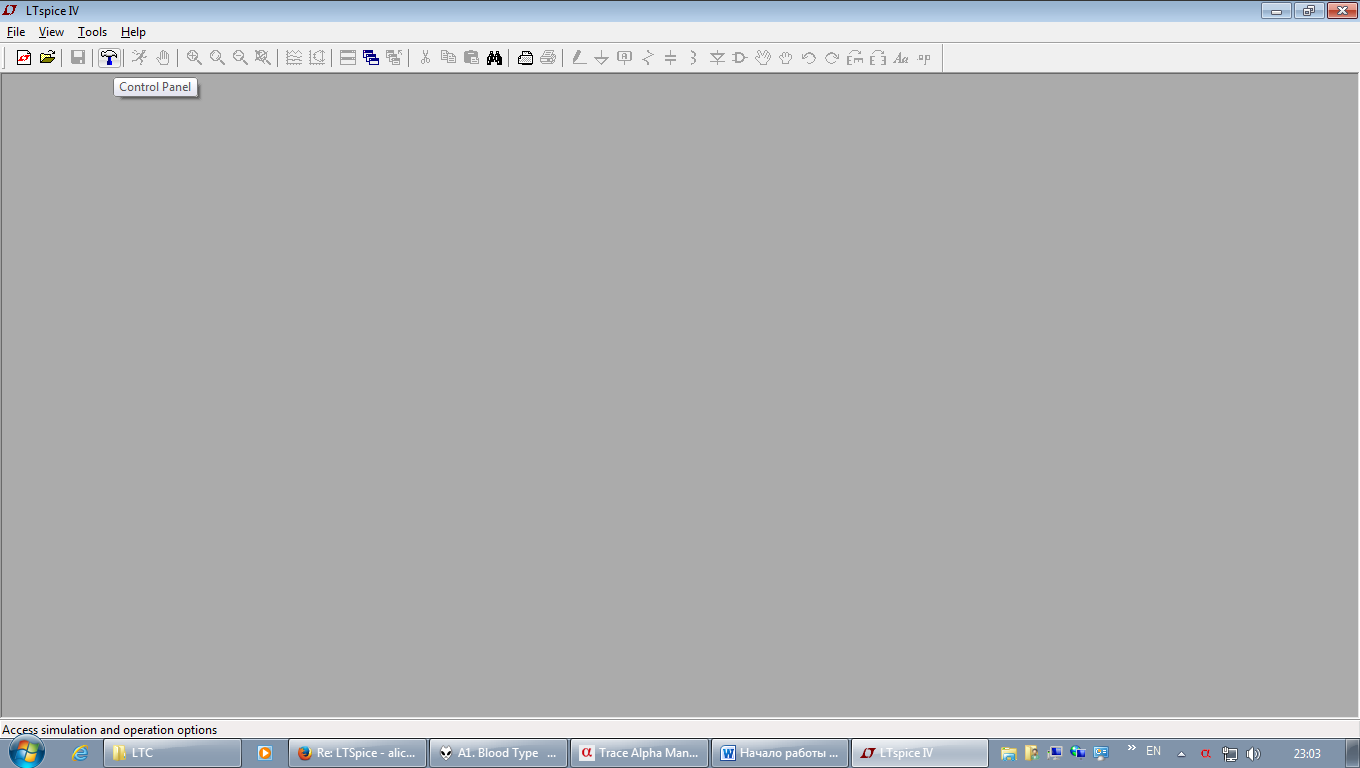 LTspice IV
File View Tools Help
Control Panel
Access simulation and operation options
LTC Re: LTSpice - alic... A1. Blood Type ... Trace Alpha Man... Начало работы ... LTspice IV EN 23:03